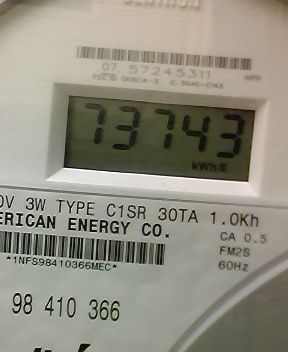 07 57245311 HPP
73743
kWh
0V 3W TYPE C1SR 30TA 1.0Kh
ERICAN ENERGY CO.
CA 0.5
FM2S
60Hz
*1NFS98410366MEC*
98 410 366